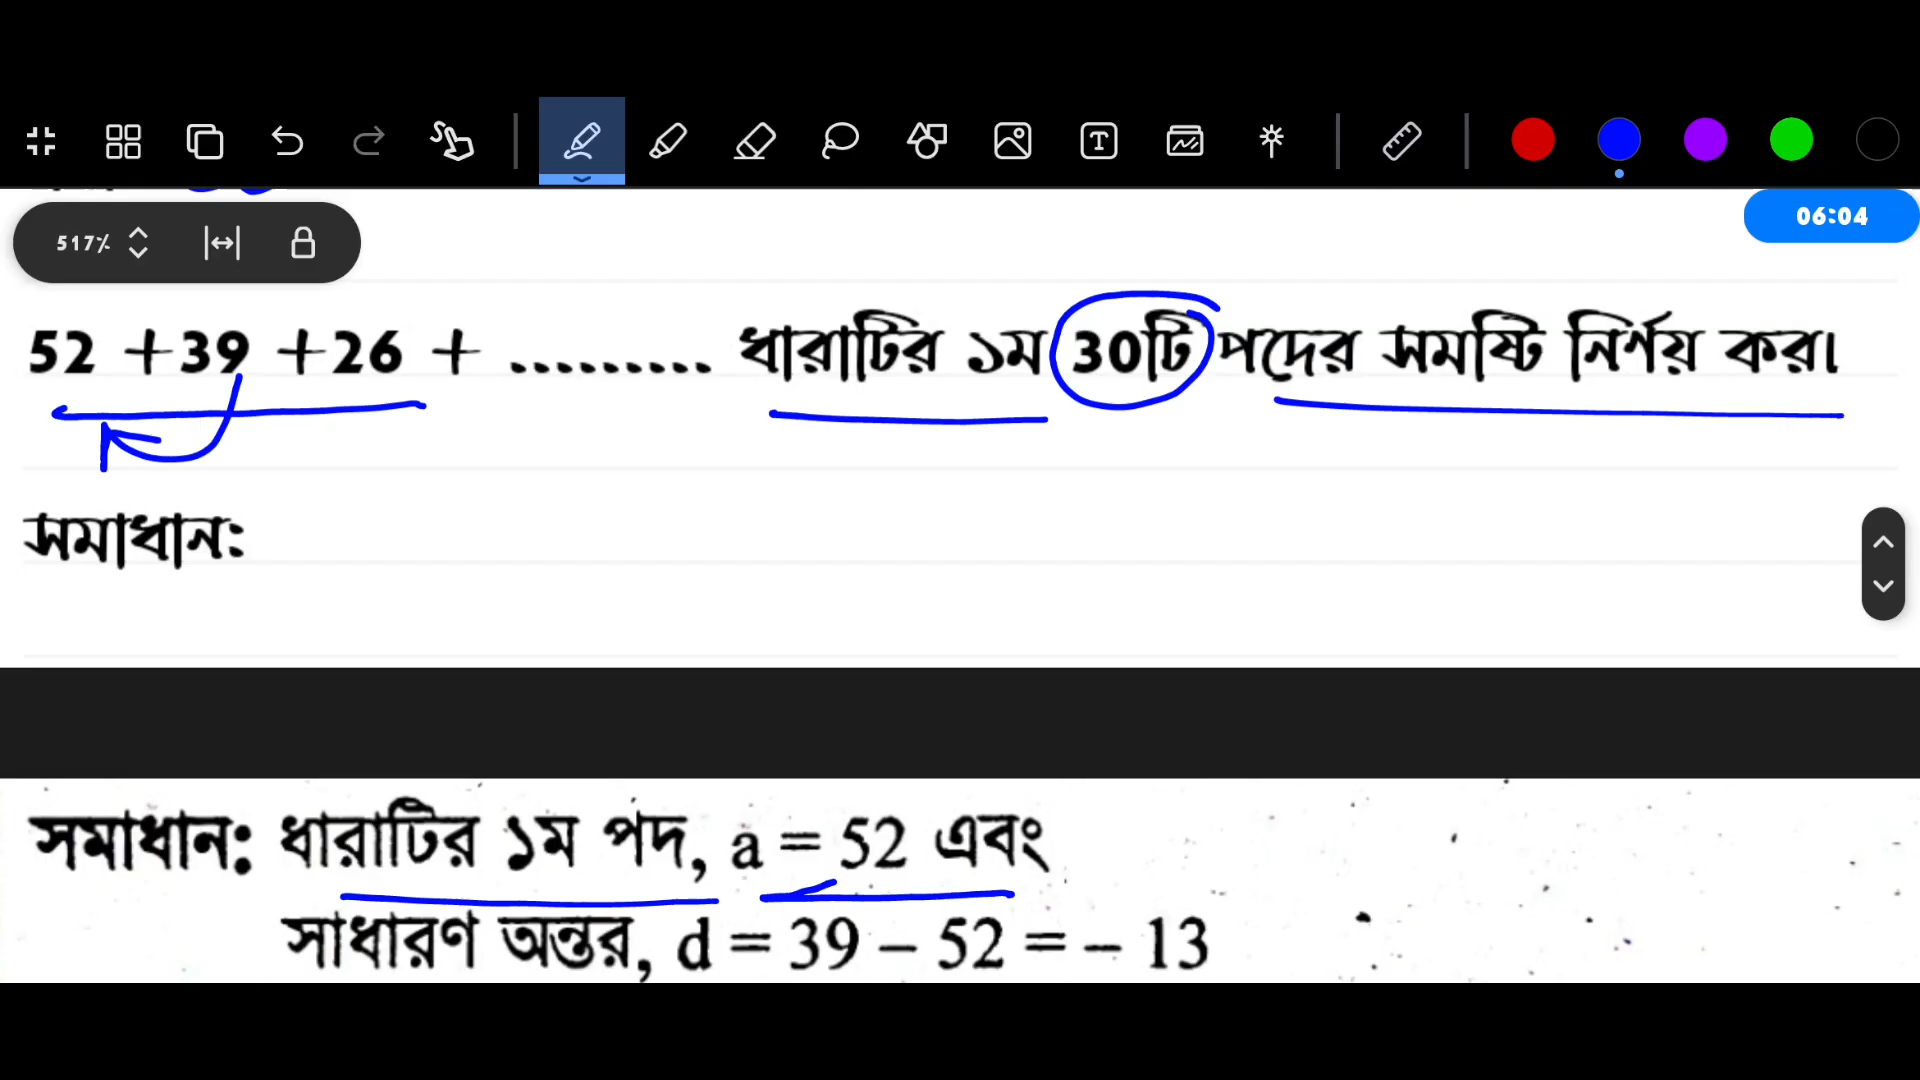 517%
06:04
52 +39 +26 + ......... ধারাটির ১ম 30টি পদের সমষ্টি নির্ণয় কর।
সমাধান:
সমাধান: ধারাটির ১ম পদ, a = 52 এবং
সাধারণ অন্তর, d = 39 – 52 = – 13